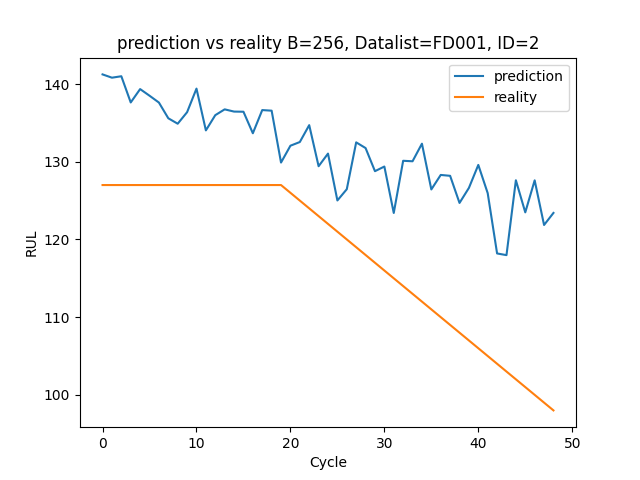 prediction vs reality B=256, Datalist=FD001, ID=2
prediction
reality
140
130
120
110
100
RUL
0 10 20 30 40 50
Cycle